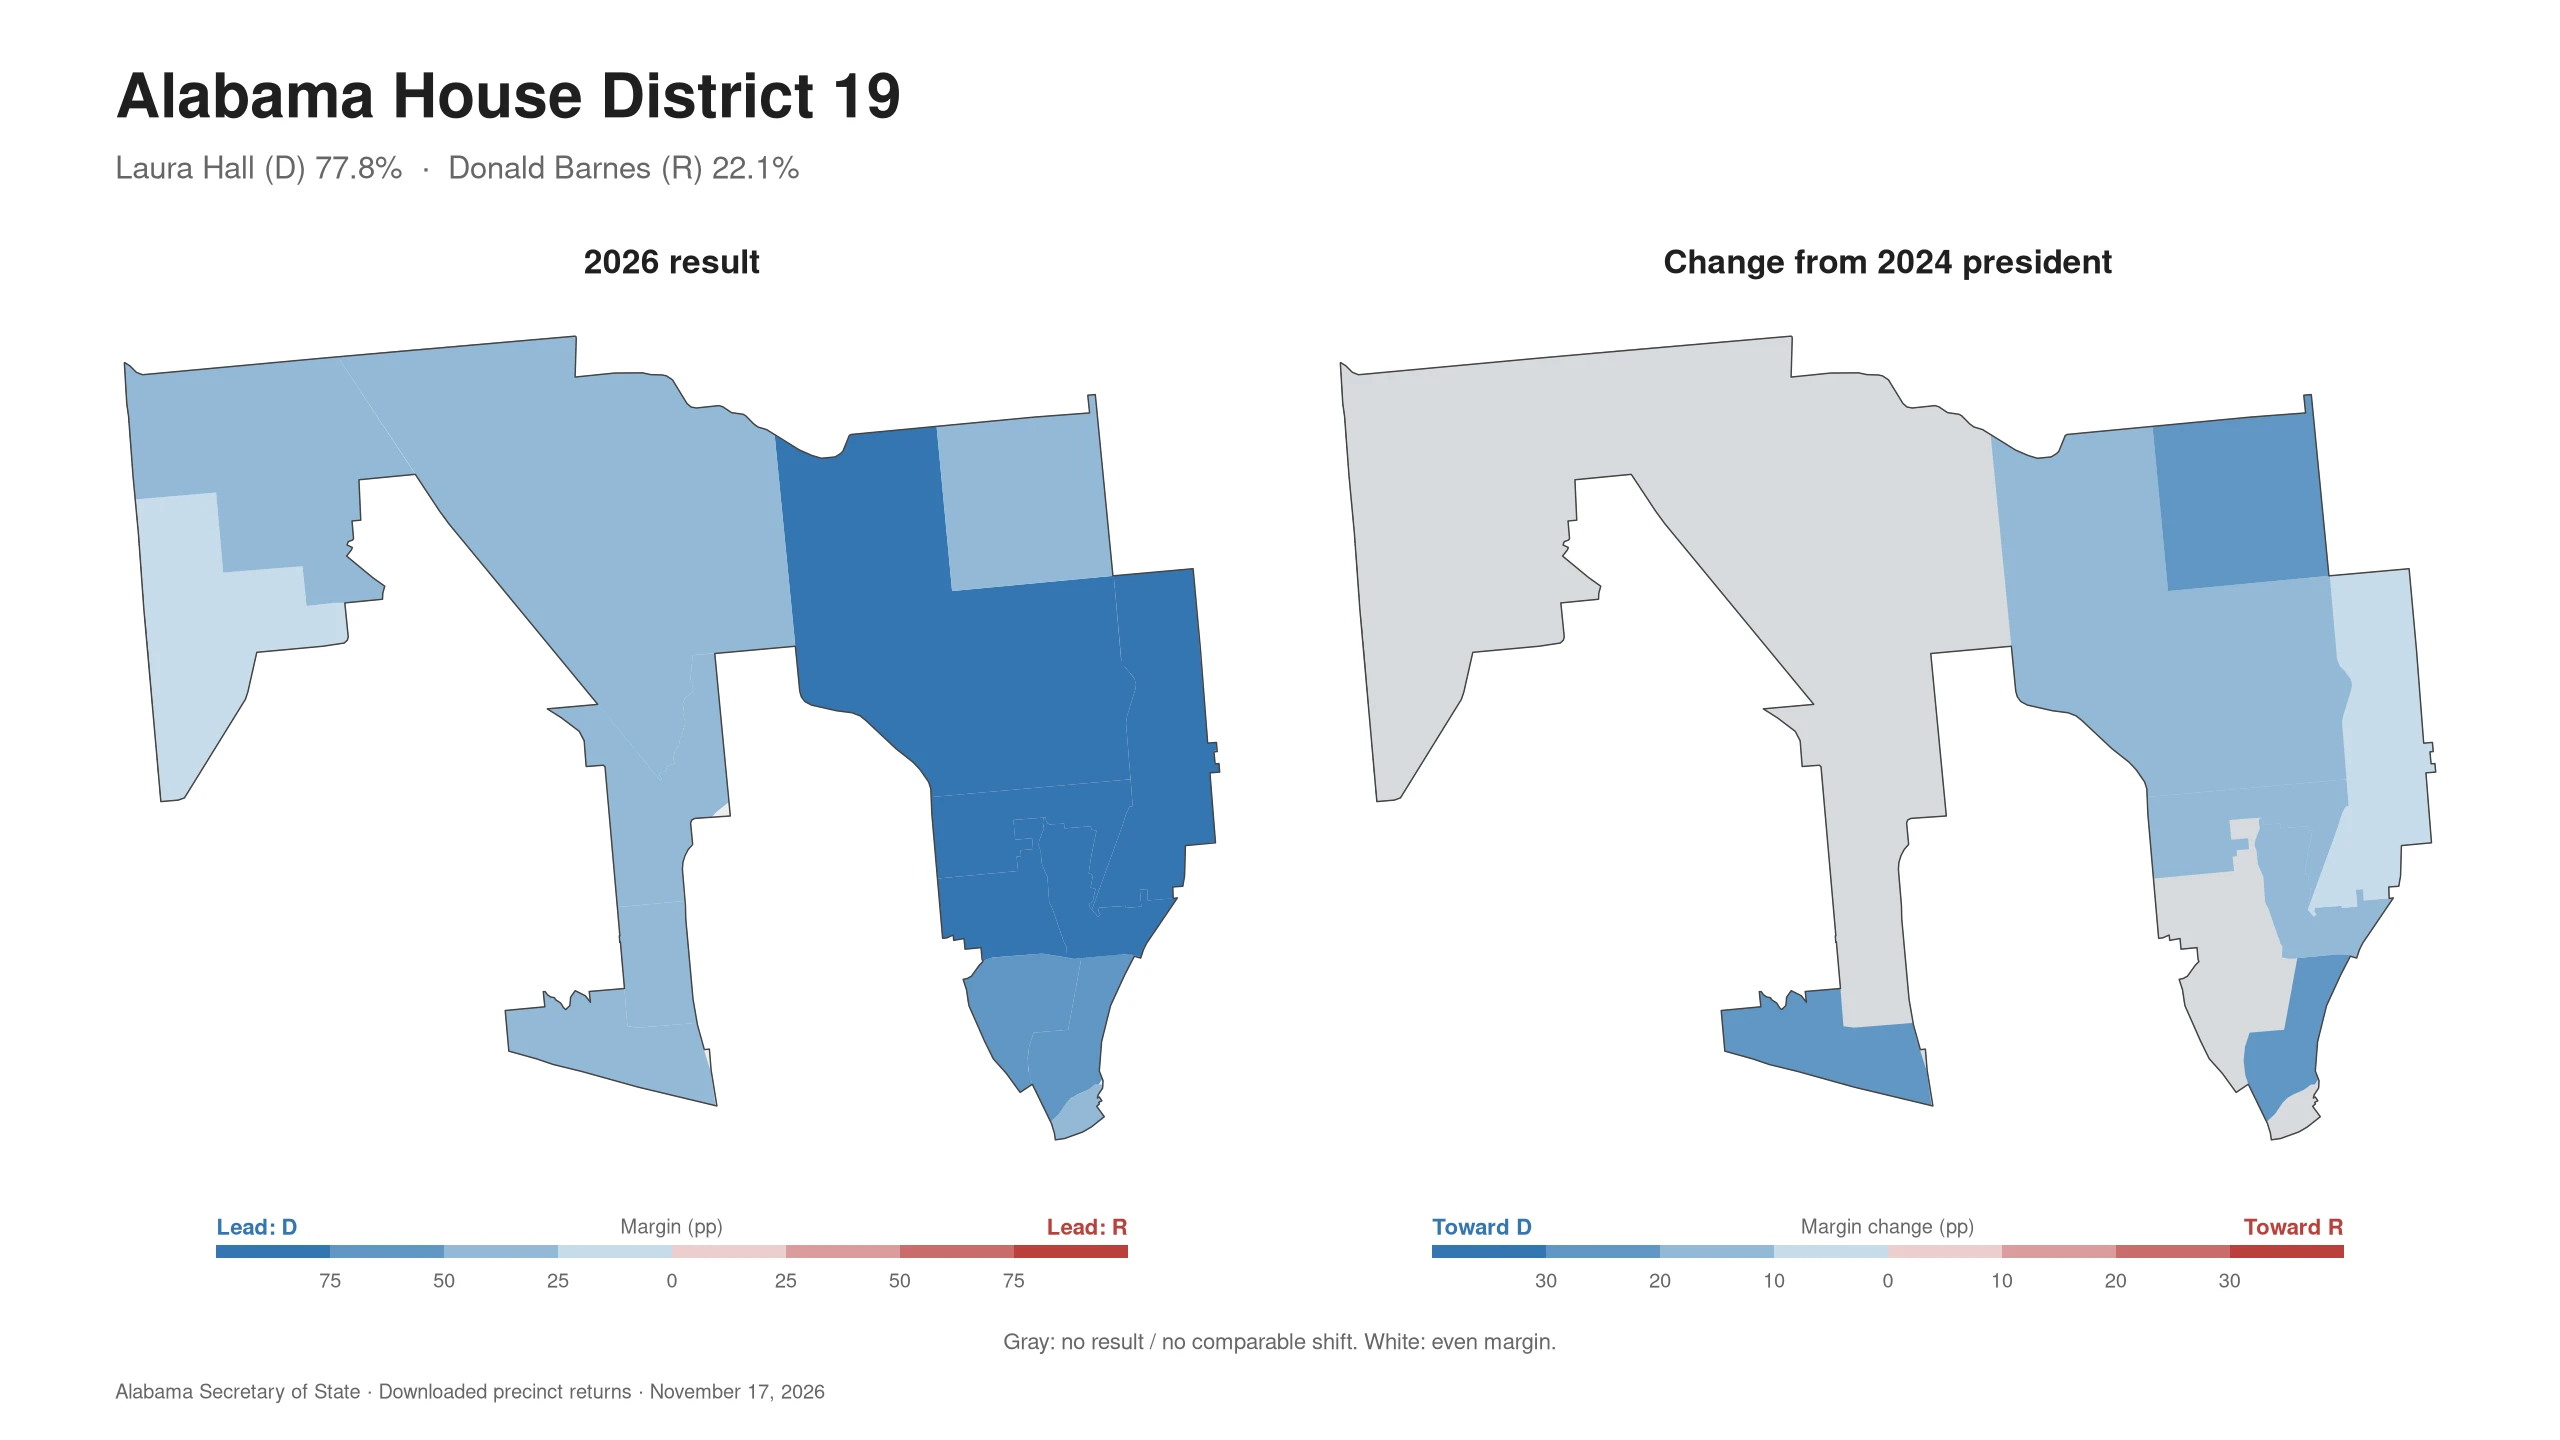 Alabama House District 19
Laura Hall (D) 77.8% · Donald Barnes (R) 22.1%
2026 result
Change from 2024 president
Lead: D Margin (pp) Lead: R
75 50 25 0 25 50 75
Toward D Margin change (pp) Toward R
30 20 10 0 10 20 30
Gray: no result / no comparable shift. White: even margin.
Alabama Secretary of State · Downloaded precinct returns · November 17, 2026